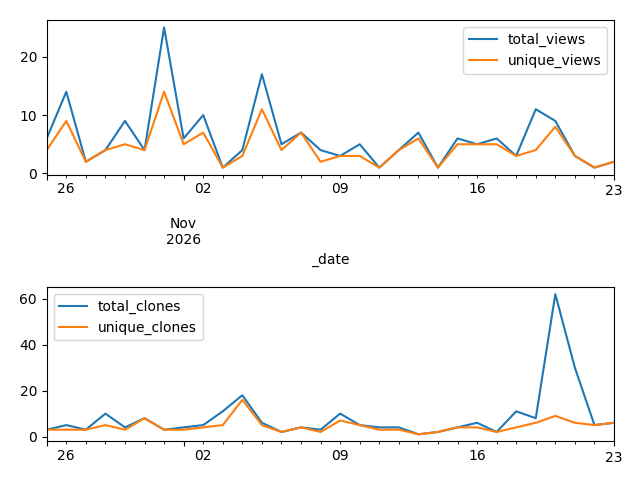 total_views
unique_views
20
10
0
26 02 09 16 23
Nov
2026
_date
total_clones
unique_clones
60
40
20
0
26 02 09 16 23